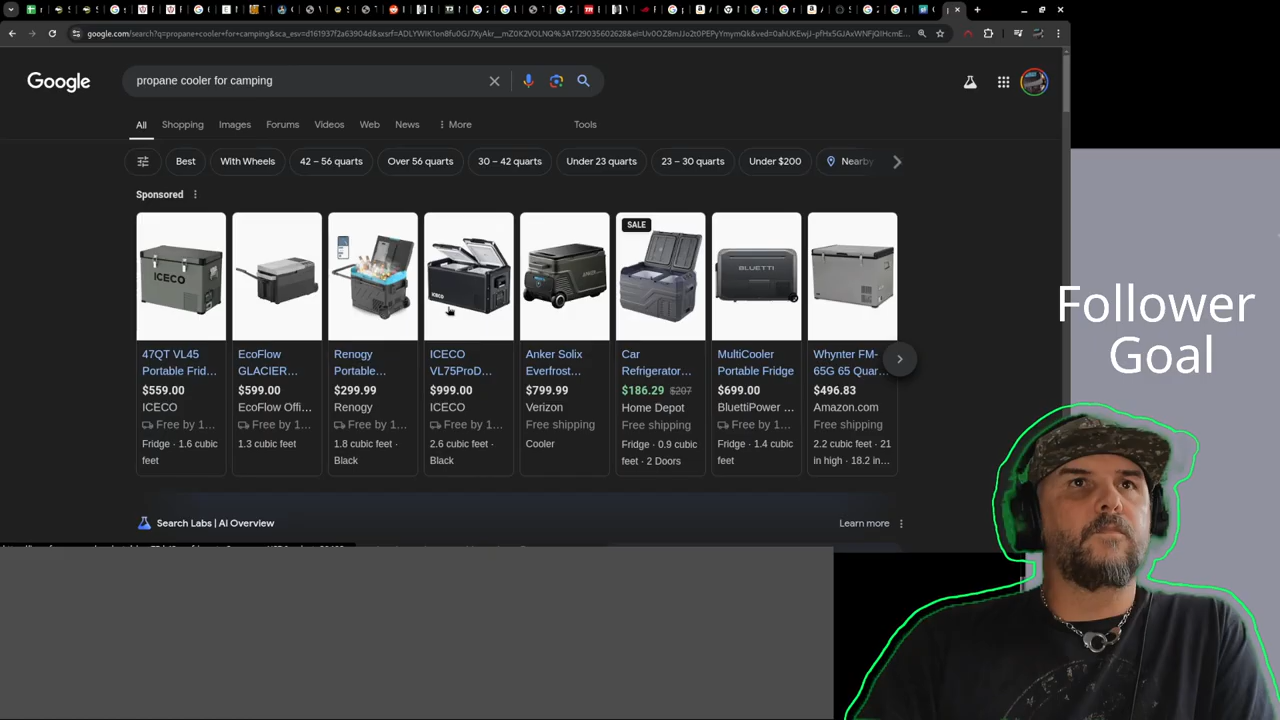 Google
propane cooler for camping
All Shopping Images Forums Videos Web News More Tools
Best With Wheels 42 – 56 quarts Over 56 quarts 30 – 42 quarts Under 23 quarts 23 – 30 quarts Under $200 Nearby
Sponsored
ICECO
ICECO
ANKER
SALE
BLUETTI
47QT VL45
Portable Frid...
$559.00
ICECO
Free by 1...
Fridge · 1.6 cubic
feet
EcoFlow
GLACIER...
$599.00
EcoFlow Offi...
Free by 1...
1.3 cubic feet
Renogy
Portable...
$299.99
Renogy
Free by 1...
1.8 cubic feet ·
Black
ICECO
VL75ProD...
$999.00
ICECO
Free by 1...
2.6 cubic feet ·
Black
Anker Solix
Everfrost...
$799.99
Verizon
Free shipping
Cooler
Car
Refrigerator...
$186.29 $207
Home Depot
Free shipping
Fridge · 0.9 cubic
feet · 2 Doors
MultiCooler
Portable Fridge
$699.00
BluettiPower ...
Free by 1...
Fridge · 1.4 cubic
feet
Whynter FM-
65G 65 Quar...
$496.83
Amazon.com
Free shipping
2.2 cubic feet · 21
in high · 18.2 in...
Search Labs | AI Overview
Learn more
Follower
Goal